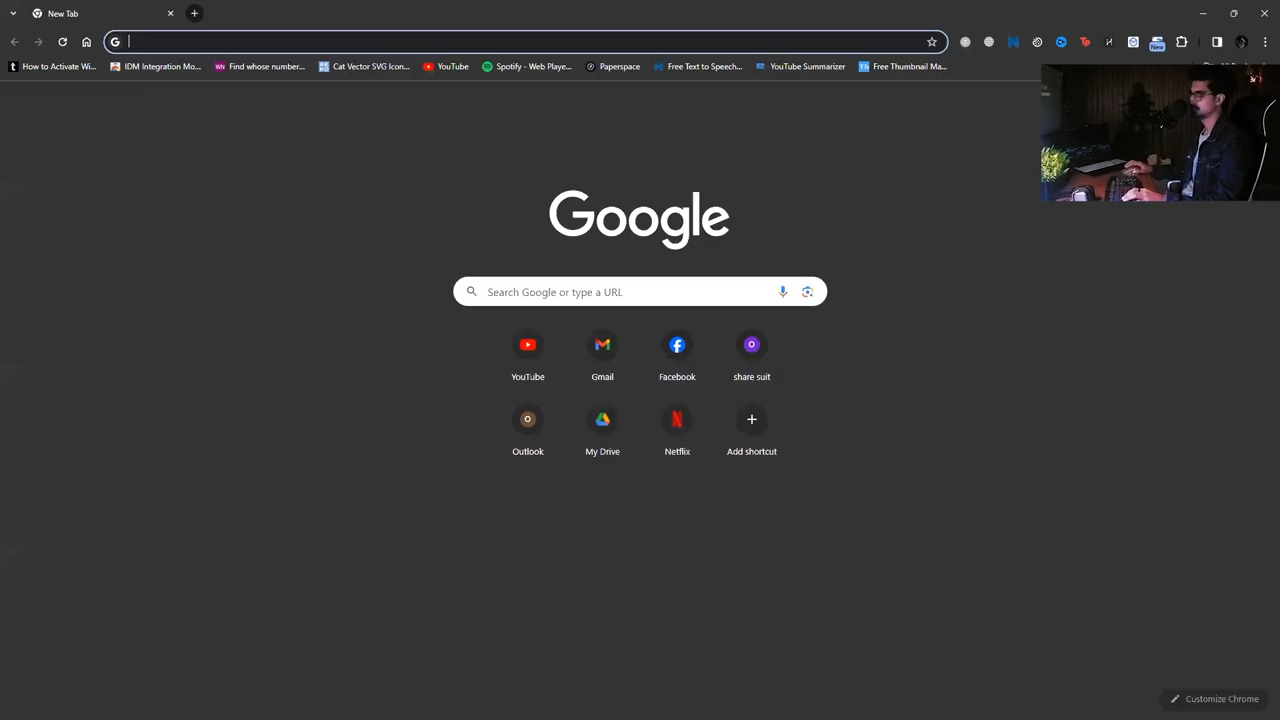 New Tab
How to Activate Wi...
IDM Integration Mo...
WN Find whose number...
Cat Vector SVG Icon...
YouTube
Spotify - Web Playe...
Paperspace
Free Text to Speech...
YouTube Summarizer
Th Free Thumbnail Ma...
New
Google
Search Google or type a URL
YouTube
Gmail
Facebook
share suit
Outlook
My Drive
Netflix
Add shortcut
Customize Chrome